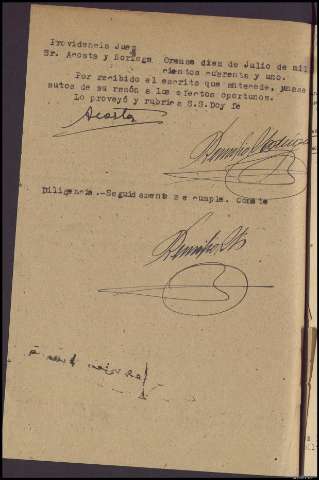 Providencia Juez
Sr. Acosta y Noriega Orense diez de Julio de mil
cientos cuarenta y uno.
Por recibido el escrito que antecede, únase
autos de su razón a los efectos oportunos.
Lo proveyó y rubrica S.S. Doy fe
Acosta
Diligencia.-Seguidamente se cumple. Conste